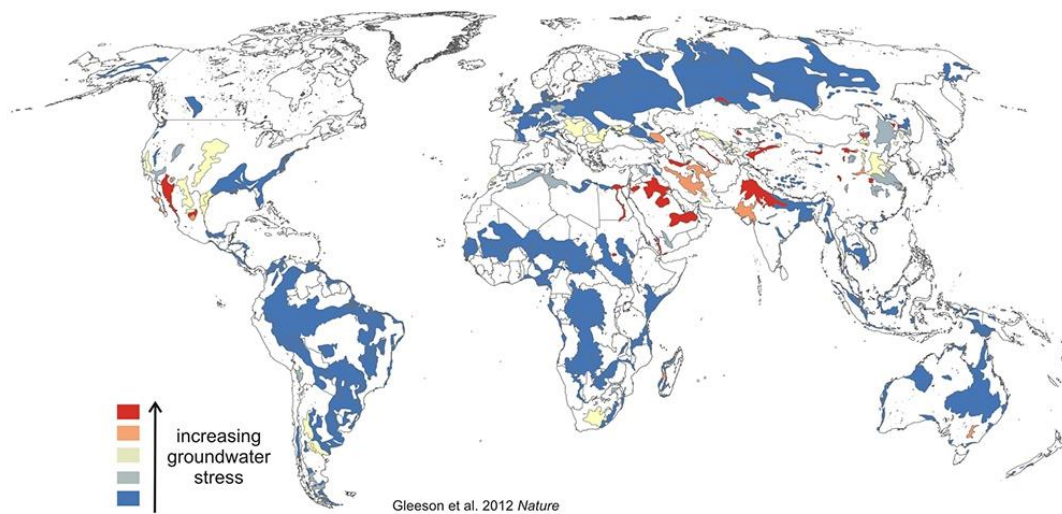 increasing
groundwater
stress
Gleeson et al. 2012 Nature